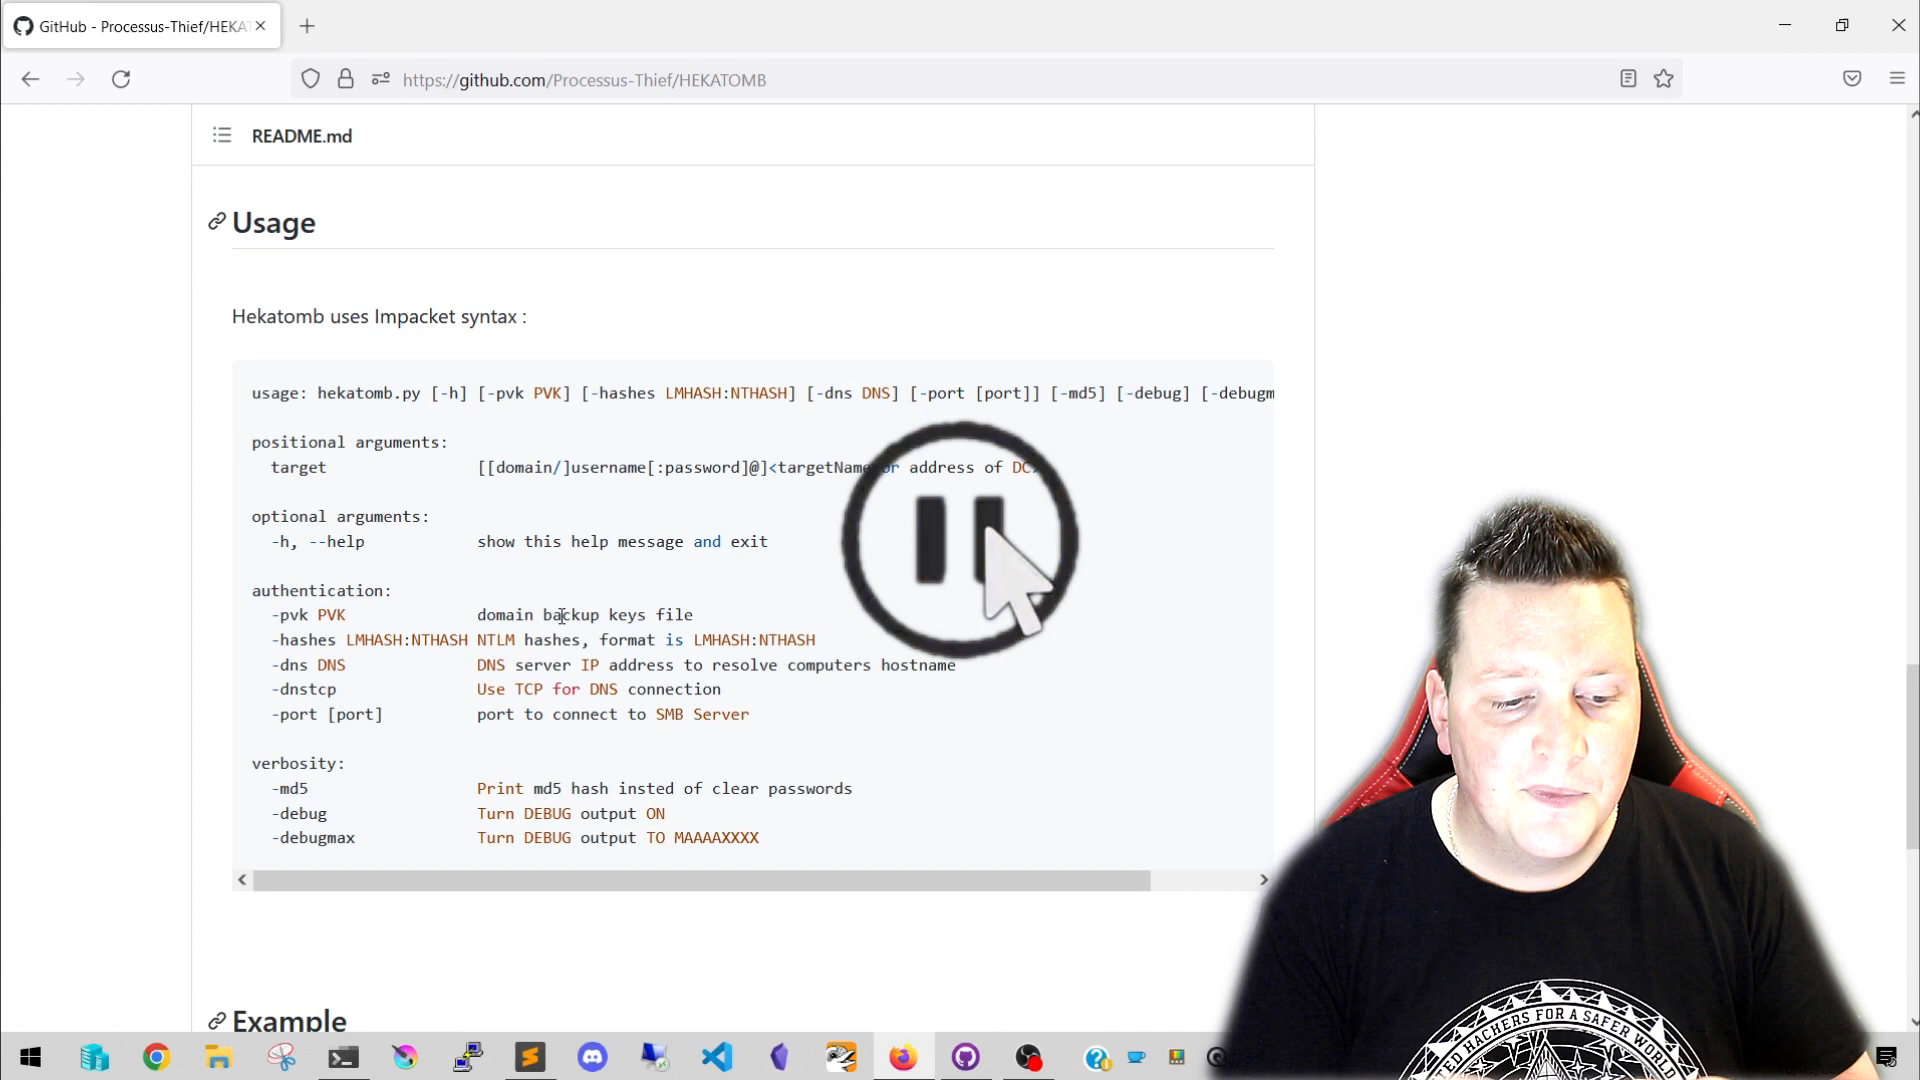 GitHub - Processus-Thief/HEKA
https://github.com/Processus-Thief/HEKATOMB
README.md
Usage
Hekatomb uses Impacket syntax :
usage: hekatomb.py [-h] [-pvk PVK] [-hashes LMHASH:NTHASH] [-dns DNS] [-port [port]] [-md5] [-debug] [-debugm
positional arguments:
target [[domain/]username[:password]@]<targetName or address of DC>
optional arguments:
-h, --help show this help message and exit
authentication:
-pvk PVK domain backup keys file
-hashes LMHASH:NTHASH NTLM hashes, format is LMHASH:NTHASH
-dns DNS DNS server IP address to resolve computers hostname
-dnstcp Use TCP for DNS connection
-port [port] port to connect to SMB Server
verbosity:
-md5 Print md5 hash insted of clear passwords
-debug Turn DEBUG output ON
-debugmax Turn DEBUG output TO MAAAAXXXX
Example
HACKERS FOR A SAFER WORLD